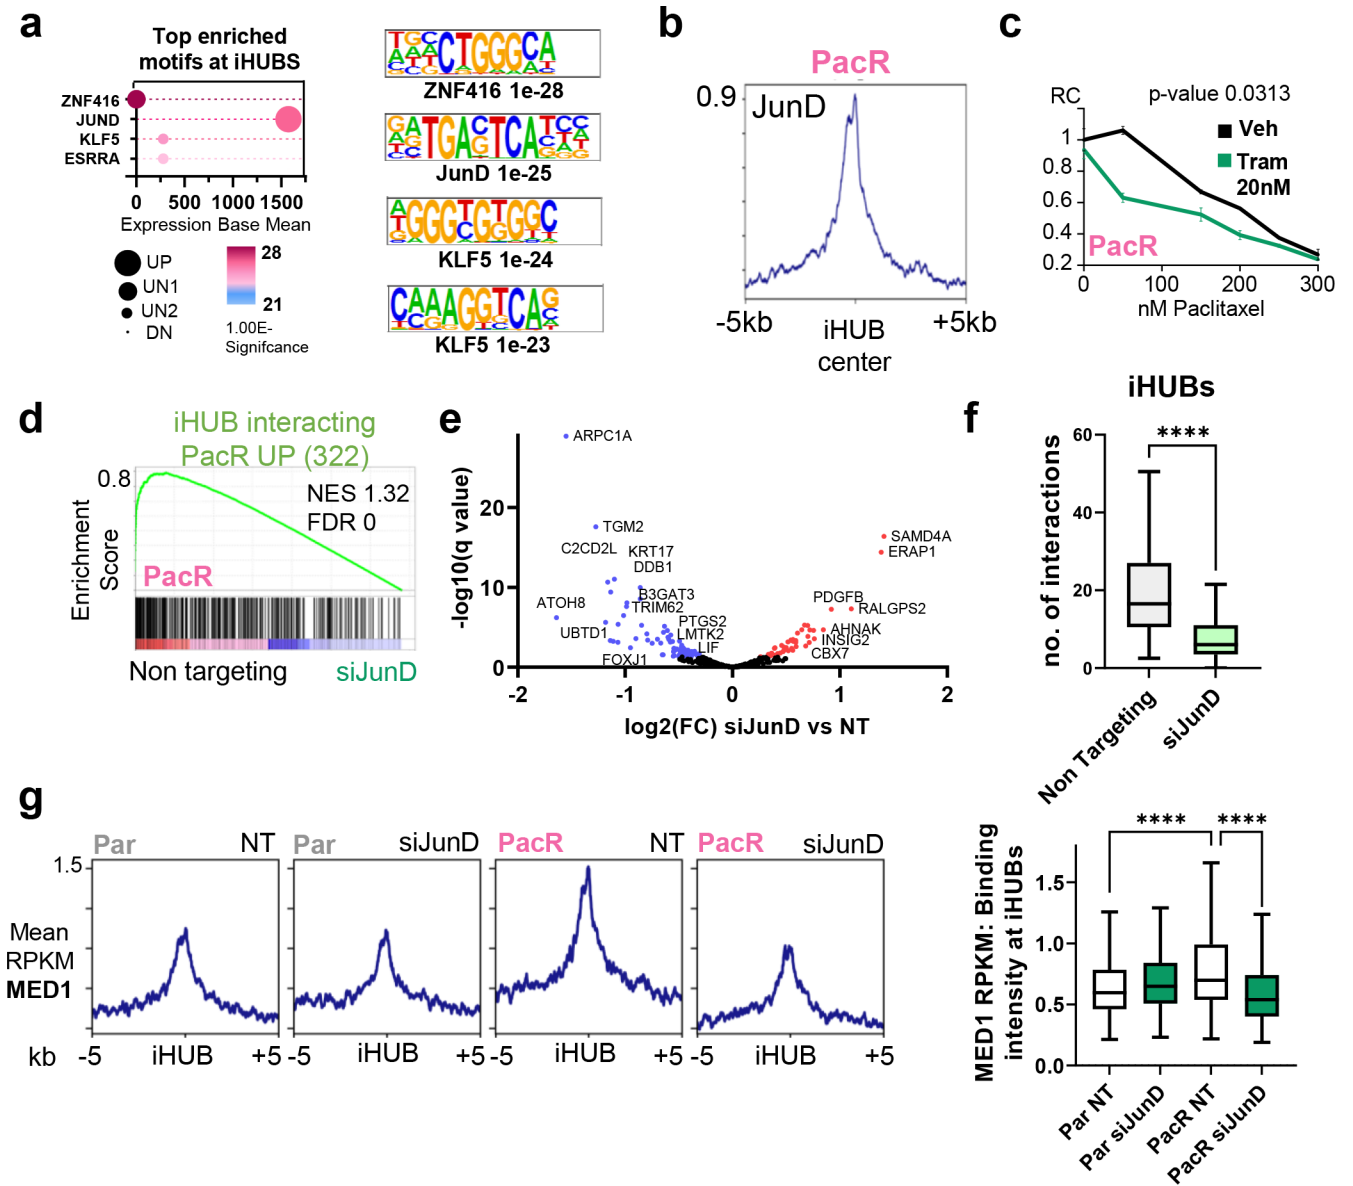 a
Top enriched
motifs at iHUBS
ZNF416
JUND
KLF5
ESRRA
0 500 1000 1500
Expression Base Mean
UP
UN1
UN2
DN
28
21
1.00E-
Signifcance
ZNF416 1e-28
JunD 1e-25
KLF5 1e-24
KLF5 1e-23
b
PacR
0.9
JunD
-5kb
iHUB
center
+5kb
c
RC
p-value 0.0313
Veh
Tram
20nM
1
0.8
0.6
0.4
0.2
PacR
0 100 200 300
nM Paclitaxel
d
iHUB interacting
PacR UP (322)
0.8
NES 1.32
FDR 0
Enrichment
Score
PacR
Non targeting
siJunD
e
-log10(q value)
20
10
0
ARPC1A
TGM2
C2CD2L
KRT17
DDB1
B3GAT3
TRIM62
ATOH8
UBTD1
PTGS2
LMTK2
LIF
FOXJ1
SAMD4A
ERAP1
PDGFB
RALGPS2
AHNAK
INSIG2
CBX7
-2 -1 0 1 2
log2(FC) siJunD vs NT
f
iHUBs
****
no. of interactions
60
40
20
0
Non Targeting
siJunD
g
Par NT
Par siJunD
PacR NT
PacR siJunD
1.5
Mean
RPKM
MED1
kb
-5 iHUB +5
-5 iHUB +5
-5 iHUB +5
-5 iHUB +5
MED1 RPKM: Binding
intensity at iHUBs
**** ****
1.5
1.0
0.5
0.0
Par NT
Par siJunD
PacR NT
PacR siJunD